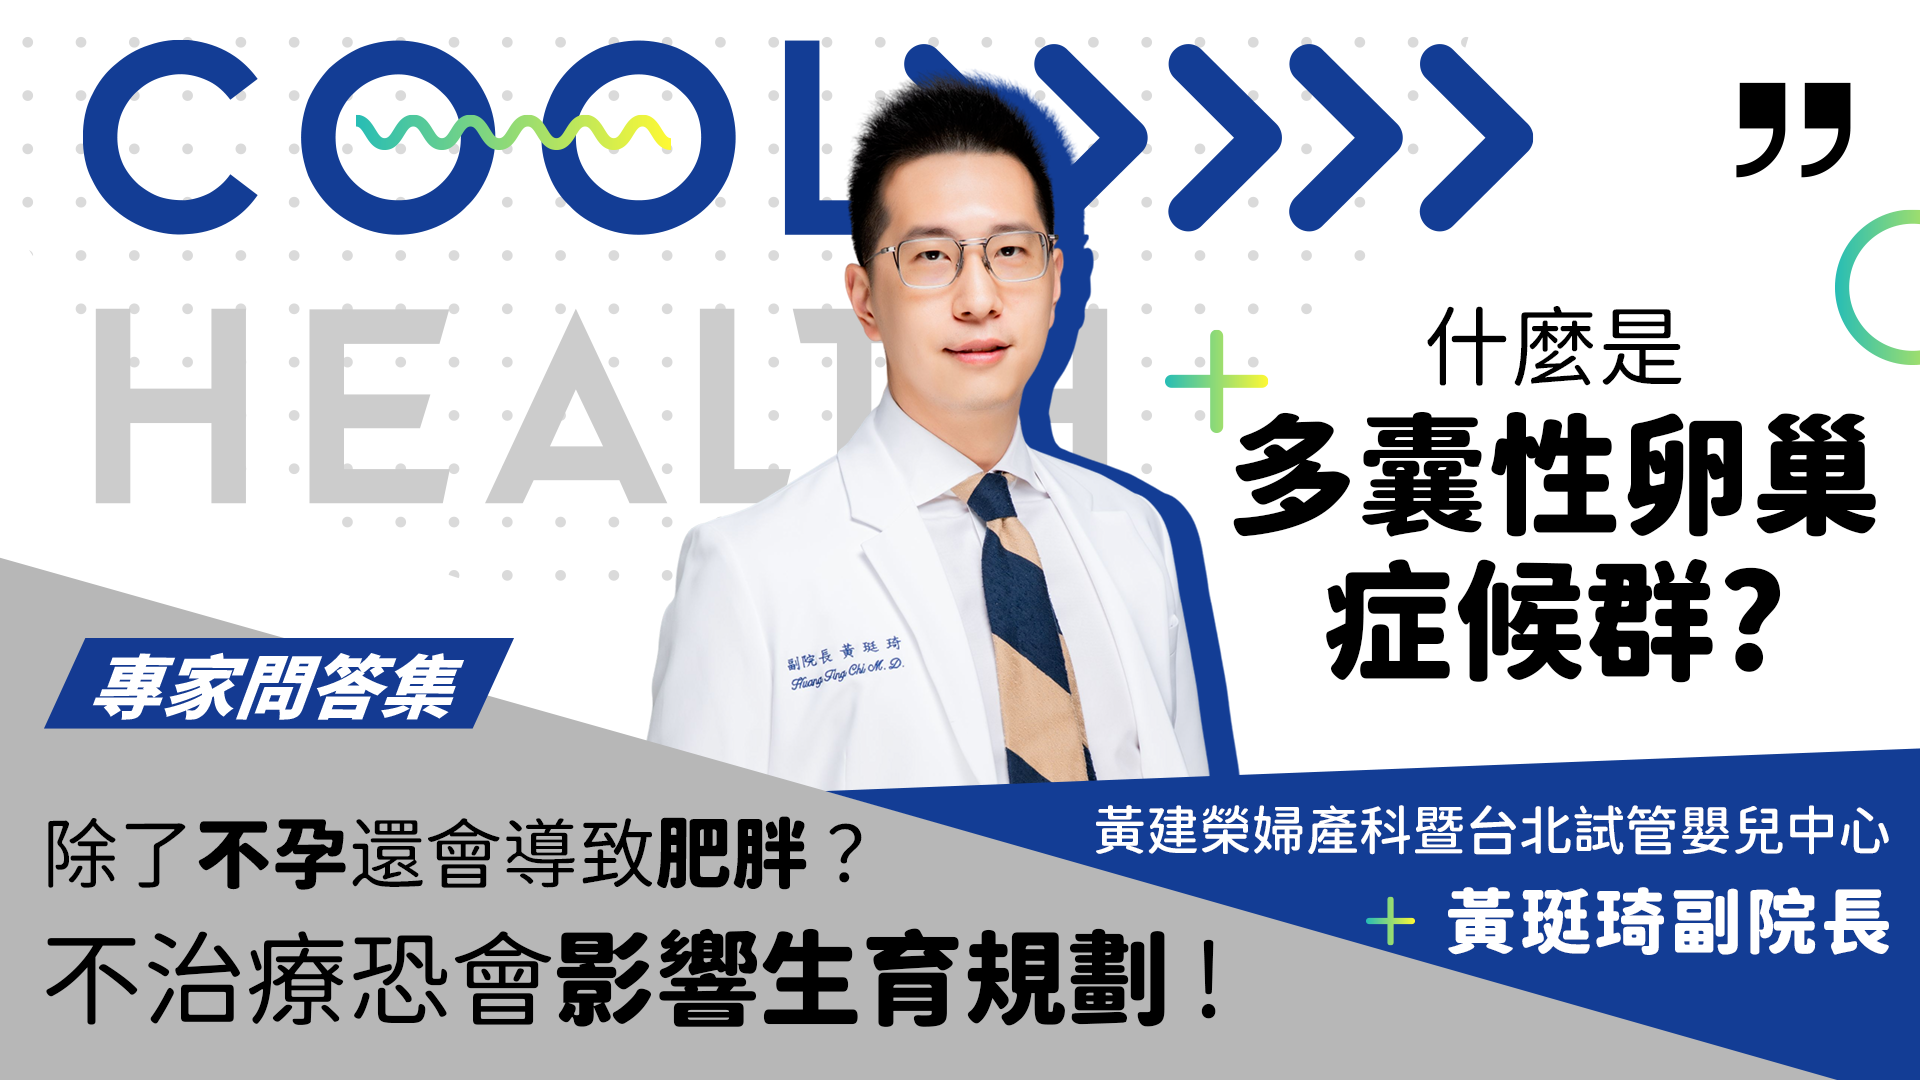 COOL
HEALTH
什麼是
多囊性卵巢
症候群?
副院長 黃珽琦
Huang Ting Chi M. D.
專家問答集
除了不孕還會導致肥胖？
不治療恐會影響生育規劃！
黃建榮婦產科暨台北試管嬰兒中心
黃珽琦副院長